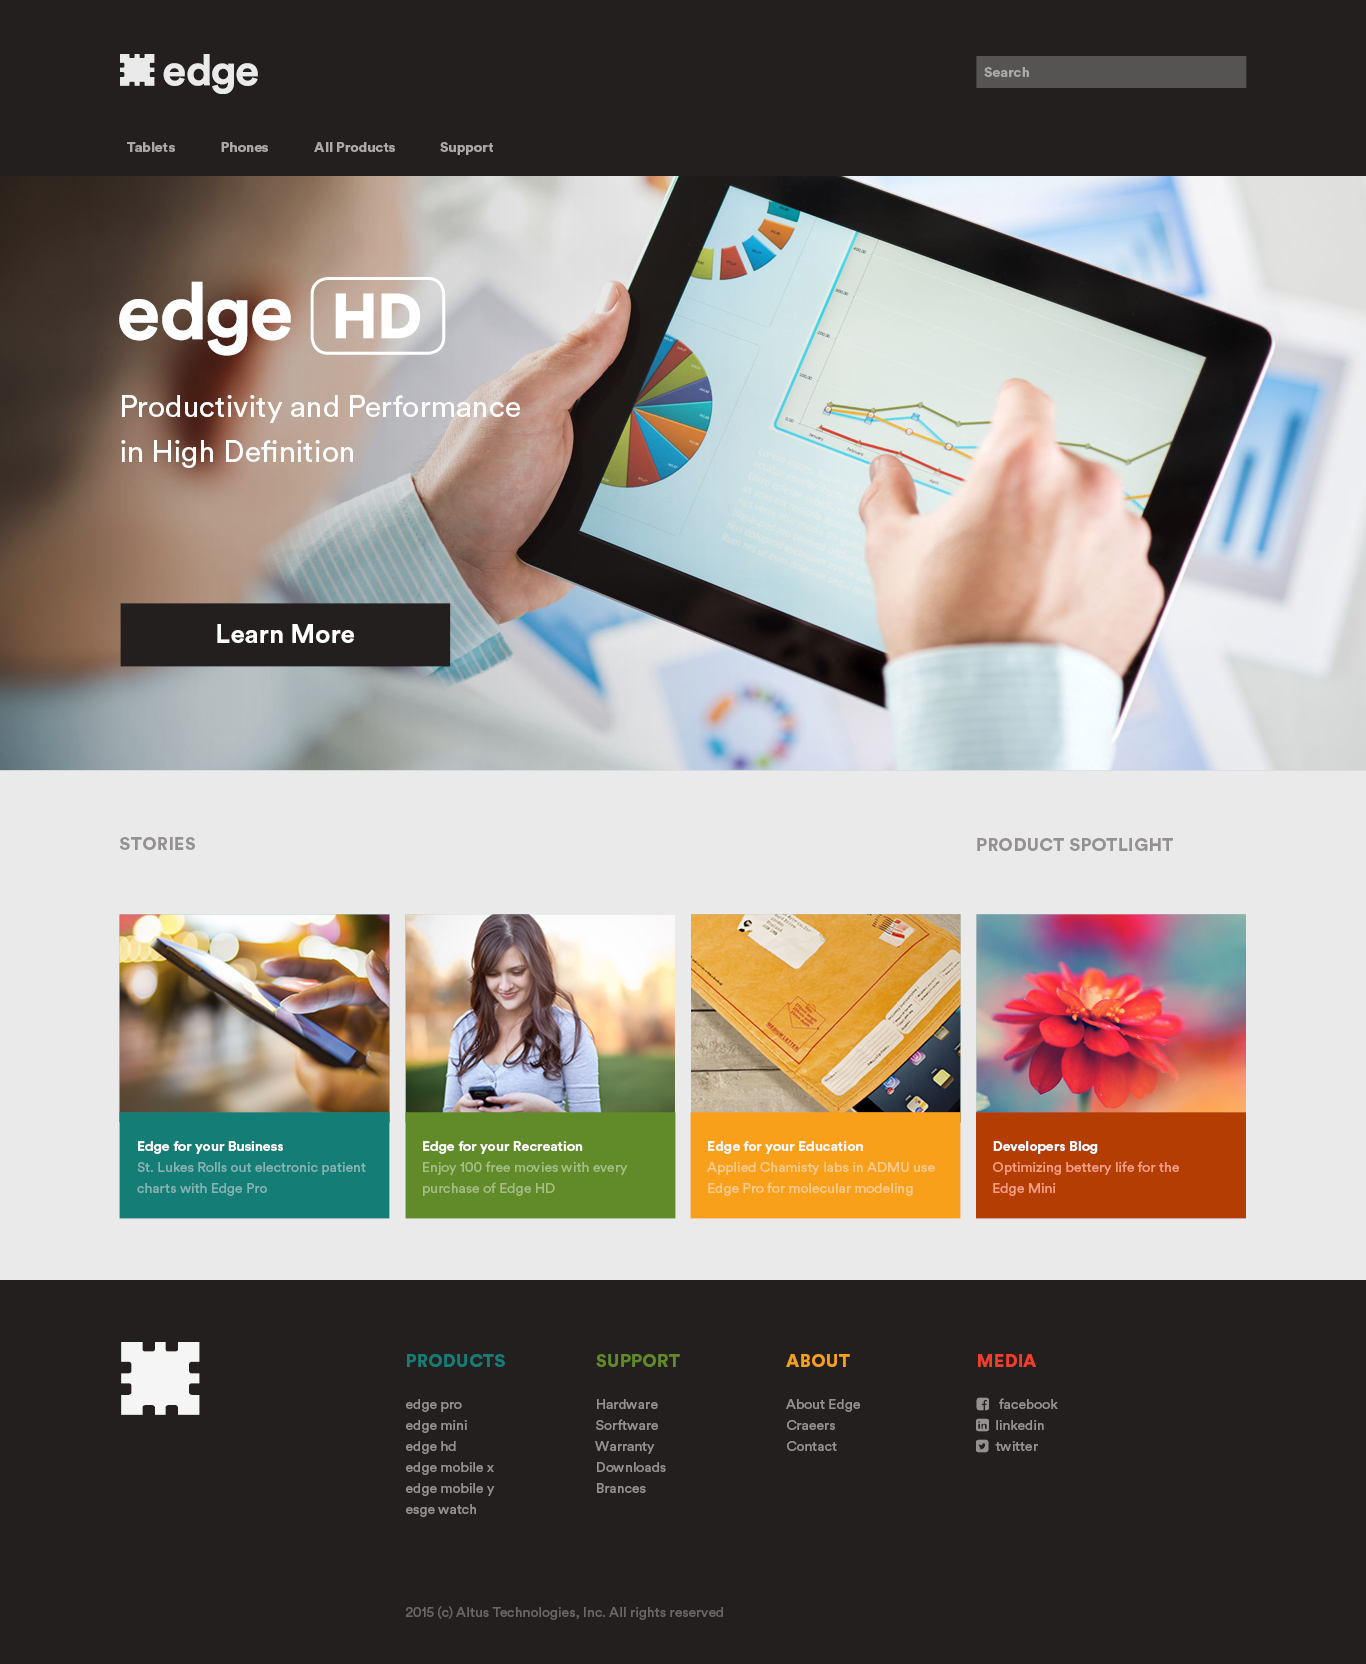 edge
Search
Tablets
Phones
All Products
Support
edge HD
Productivity and Performance
in High Definition
Learn More
STORIES
PRODUCT SPOTLIGHT
Edge for your Business
St. Lukes Rolls out electronic patient
charts with Edge Pro
Edge for your Recreation
Enjoy 100 free movies with every
purchase of Edge HD
Edge for your Education
Applied Chamisty labs in ADMU use
Edge Pro for molecular modeling
Developers Blog
Optimizing bettery life for the
Edge Mini
PRODUCTS
edge pro
edge mini
edge hd
edge mobile x
edge mobile y
esge watch
SUPPORT
Hardware
Sorftware
Warranty
Downloads
Brances
ABOUT
About Edge
Craeers
Contact
MEDIA
facebook
linkedin
twitter
2015 (c) Altus Technologies, Inc. All rights reserved